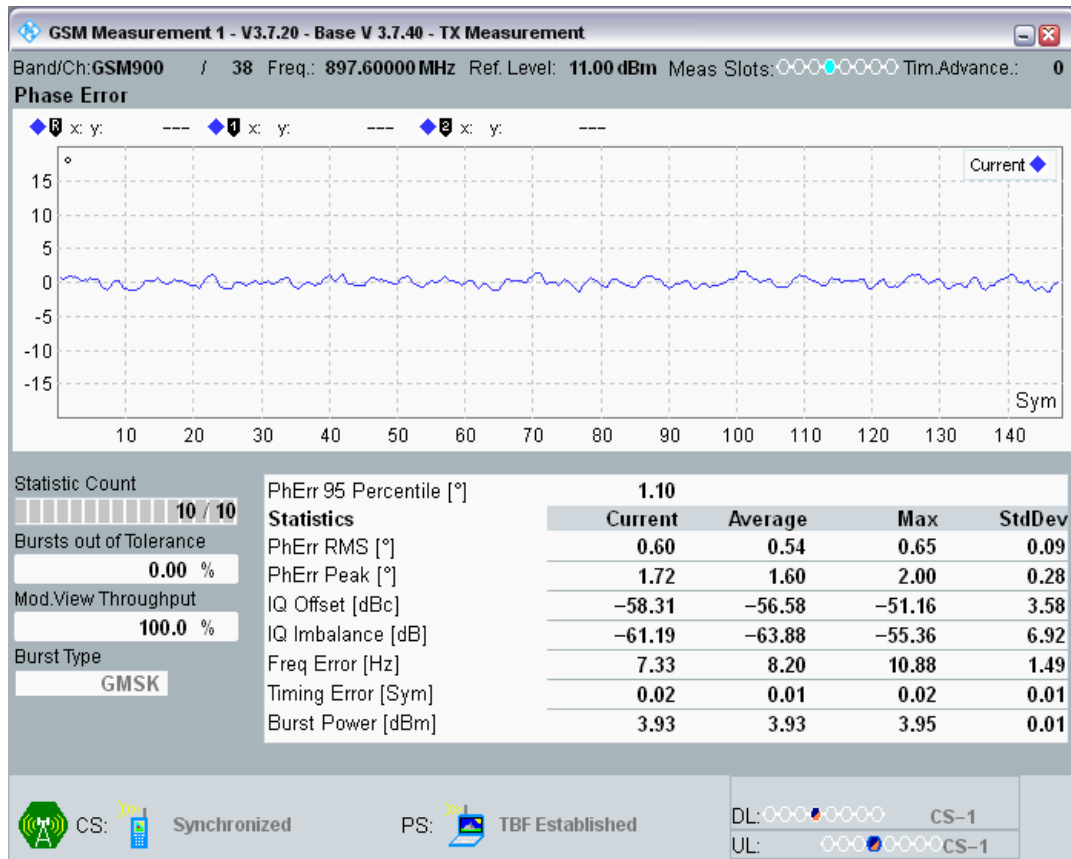 GSM Measurement 1 - V3.7.20 - Base V 3.7.40 - TX Measurement
Band/Ch:GSM900 / 38 Freq.: 897.60000 MHz Ref. Level: 11.00 dBm Meas Slots: Tim.Advance.: 0
Phase Error
R x: y: --- 1 x: y: --- 2 x: y: ---
°
Current
15
10
5
0
-5
-10
-15
Sym
10 20 30 40 50 60 70 80 90 100 110 120 130 140
Statistic Count
10 / 10
Bursts out of Tolerance
0.00 %
Mod.View Throughput
100.0 %
Burst Type
GMSK
PhErr 95 Percentile [°] 1.10
Statistics Current Average Max StdDev
PhErr RMS [°] 0.60 0.54 0.65 0.09
PhErr Peak [°] 1.72 1.60 2.00 0.28
IQ Offset [dBc] −58.31 −56.58 −51.16 3.58
IQ Imbalance [dB] −61.19 −63.88 −55.36 6.92
Freq Error [Hz] 7.33 8.20 10.88 1.49
Timing Error [Sym] 0.02 0.01 0.02 0.01
Burst Power [dBm] 3.93 3.93 3.95 0.01
CS: Synchronized PS: TBF Established
DL: CS−1
UL: CS−1